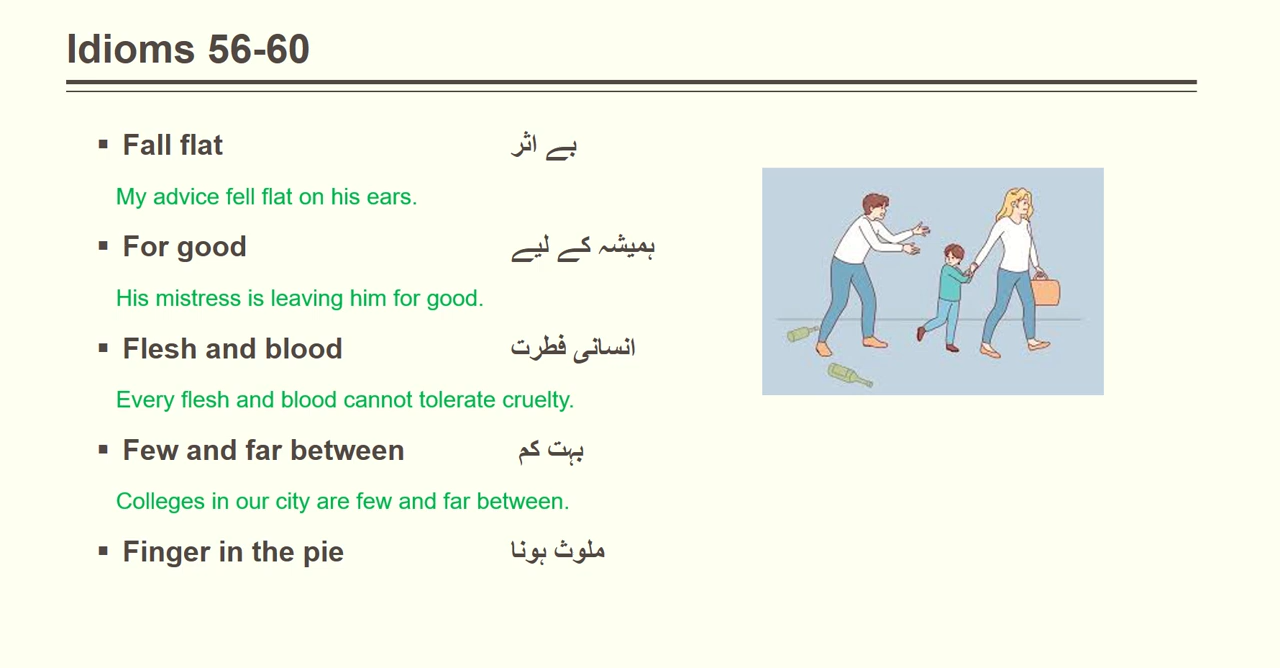 Idioms 56-60
▪ Fall flat بے اثر
My advice fell flat on his ears.
▪ For good ہمیشہ کے لیے
His mistress is leaving him for good.
▪ Flesh and blood انسانی فطرت
Every flesh and blood cannot tolerate cruelty.
▪ Few and far between بہت کم
Colleges in our city are few and far between.
▪ Finger in the pie ملوث ہونا